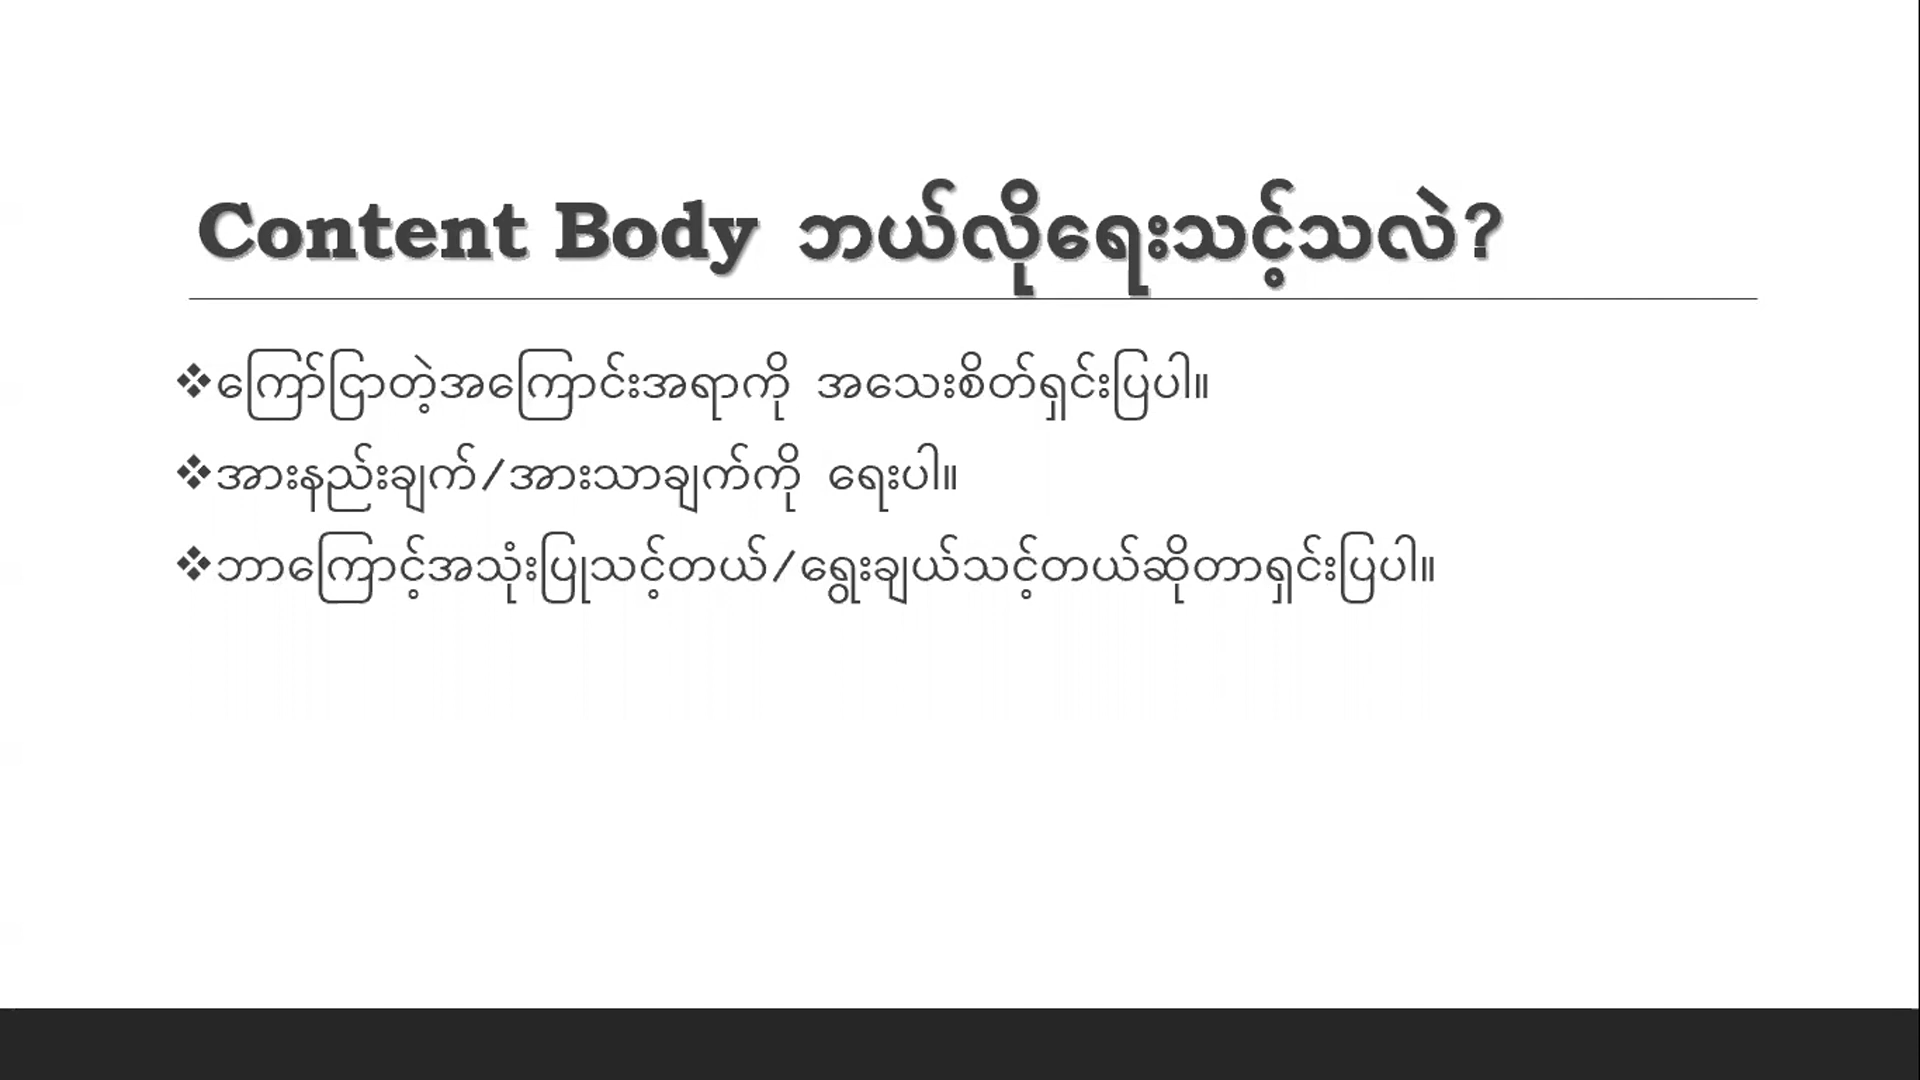 Content Body ဘယ်လိုရေးသင့်သလဲ?
❖ကြော်ငြာတဲ့အကြောင်းအရာကို အသေးစိတ်ရှင်းပြပါ။
❖အားနည်းချက်/အားသာချက်ကို ရေးပါ။
❖ဘာကြောင့်အသုံးပြုသင့်တယ်/ရွေးချယ်သင့်တယ်ဆိုတာရှင်းပြပါ။